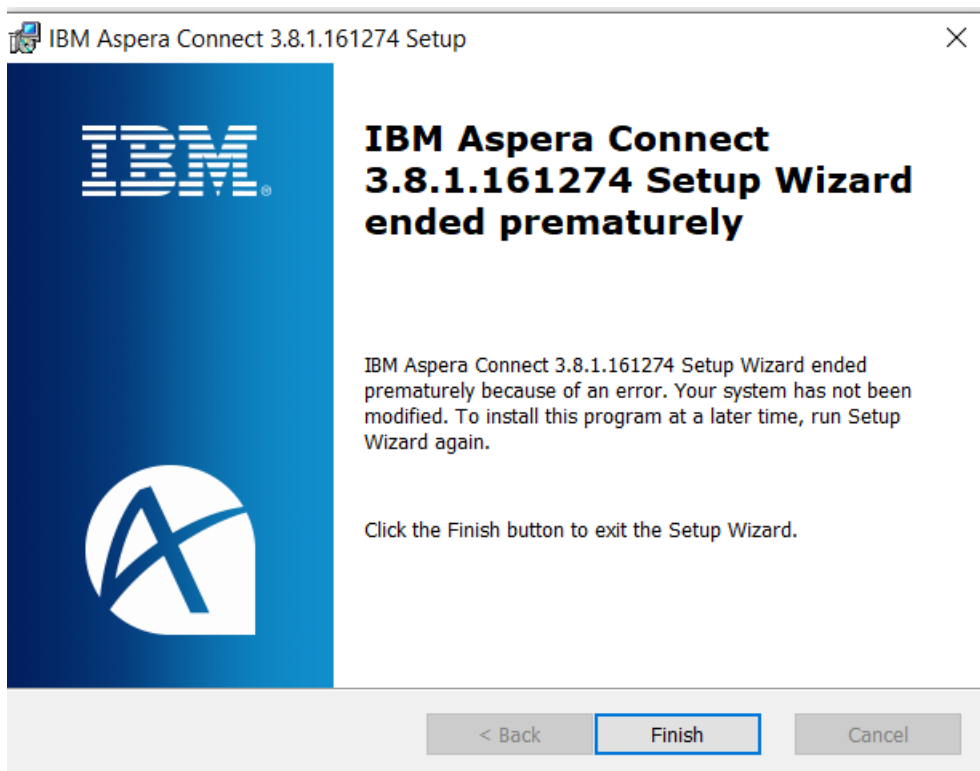 IBM Aspera Connect 3.8.1.161274 Setup
IBM®
IBM Aspera Connect
3.8.1.161274 Setup Wizard
ended prematurely
IBM Aspera Connect 3.8.1.161274 Setup Wizard ended
prematurely because of an error. Your system has not been
modified. To install this program at a later time, run Setup
Wizard again.
Click the Finish button to exit the Setup Wizard.
< Back
Finish
Cancel